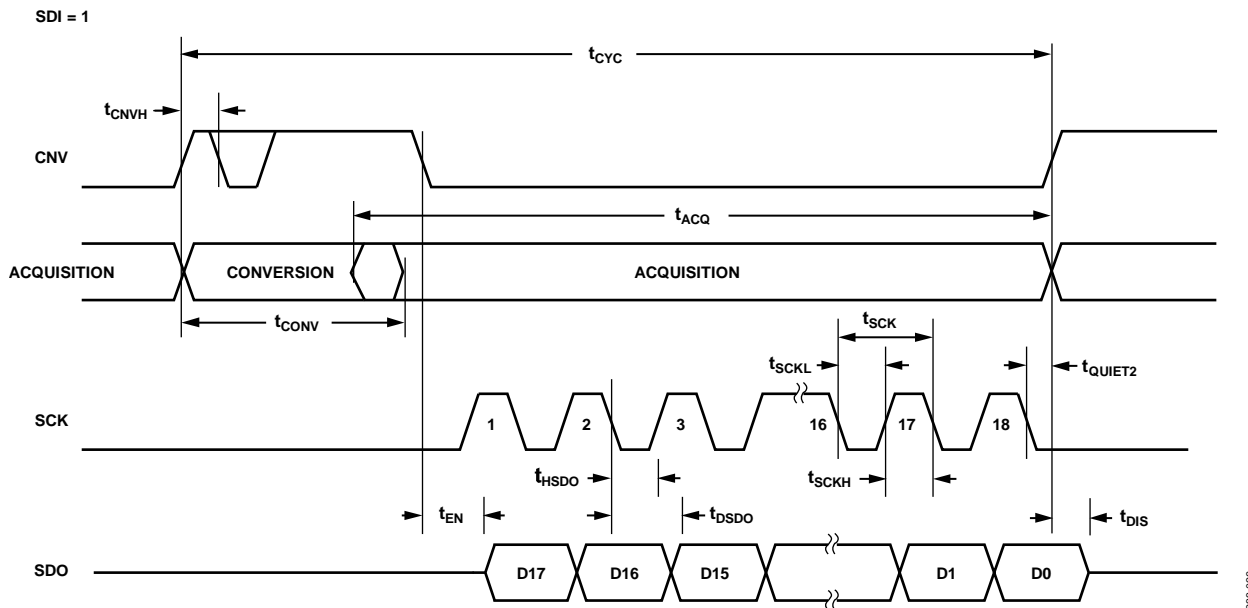 SDI = 1
tCYC
tCNVH
CNV
tACQ
ACQUISITION
CONVERSION
ACQUISITION
tCONV
tSCK
tSCKL
tQUIET2
SCK
1
2
3
16
17
18
tHSDO
tSCKH
tEN
tDSDO
tDIS
SDO
D17
D16
D15
D1
D0